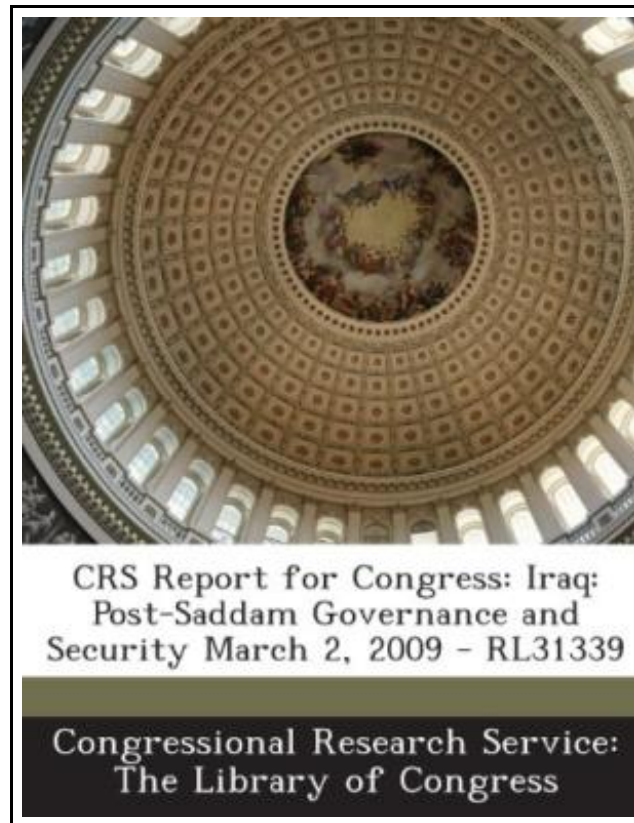 CRS Report for Congress: Iraq:
Post-Saddam Governance and
Security March 2, 2009 - RL31339
Congressional Research Service:
The Library of Congress